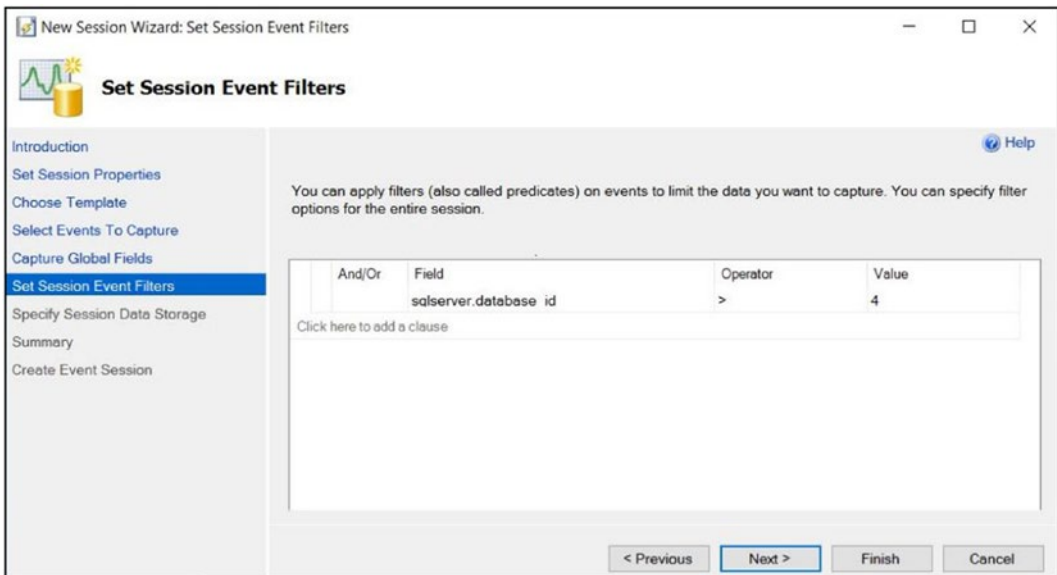 New Session Wizard: Set Session Event Filters
Set Session Event Filters
Help
Introduction
Set Session Properties
Choose Template
Select Events To Capture
Capture Global Fields
Set Session Event Filters
Specify Session Data Storage
Summary
Create Event Session
You can apply filters (also called predicates) on events to limit the data you want to capture. You can specify filter
options for the entire session.
And/Or Field Operator Value
sqlserver.database_id > 4
Click here to add a clause
< Previous Next > Finish Cancel